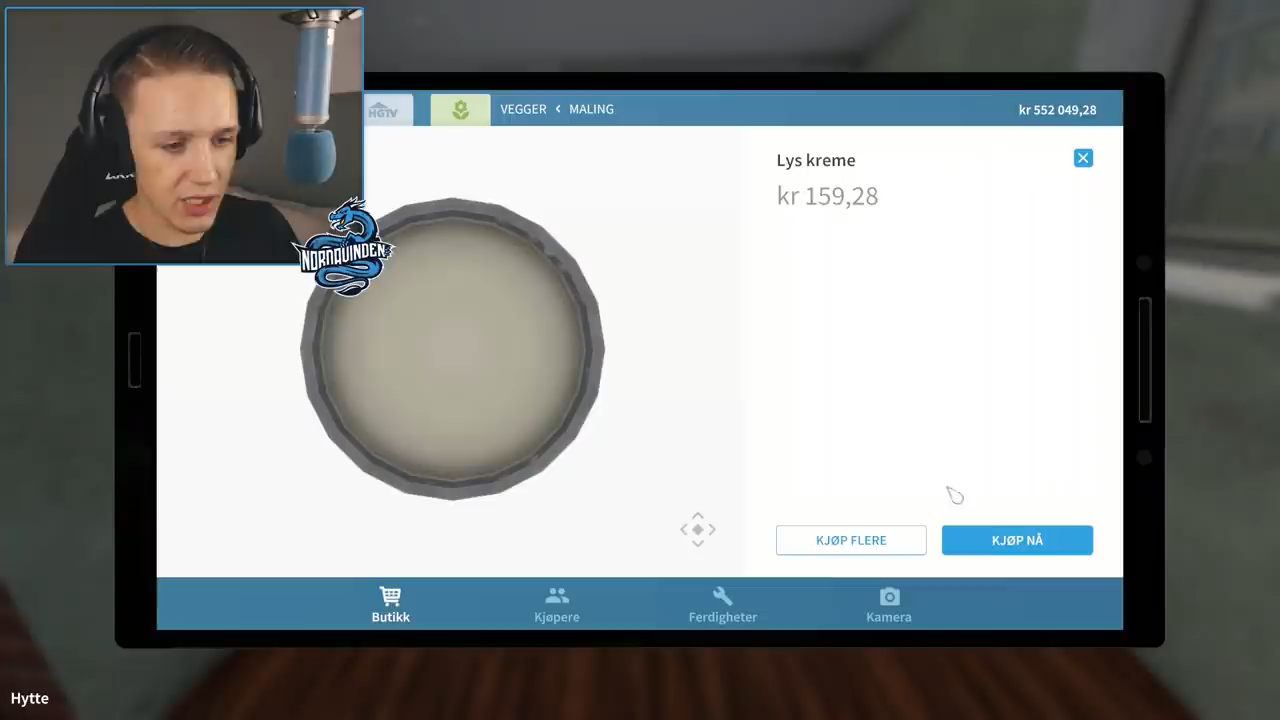 HGTV
VEGGER < MALING
kr 552 049,28
Lys kreme
kr 159,28
NORDAVINDEN
KJØP FLERE
KJØP NÅ
Butikk
Kjøpere
Ferdigheter
Kamera
Hytte